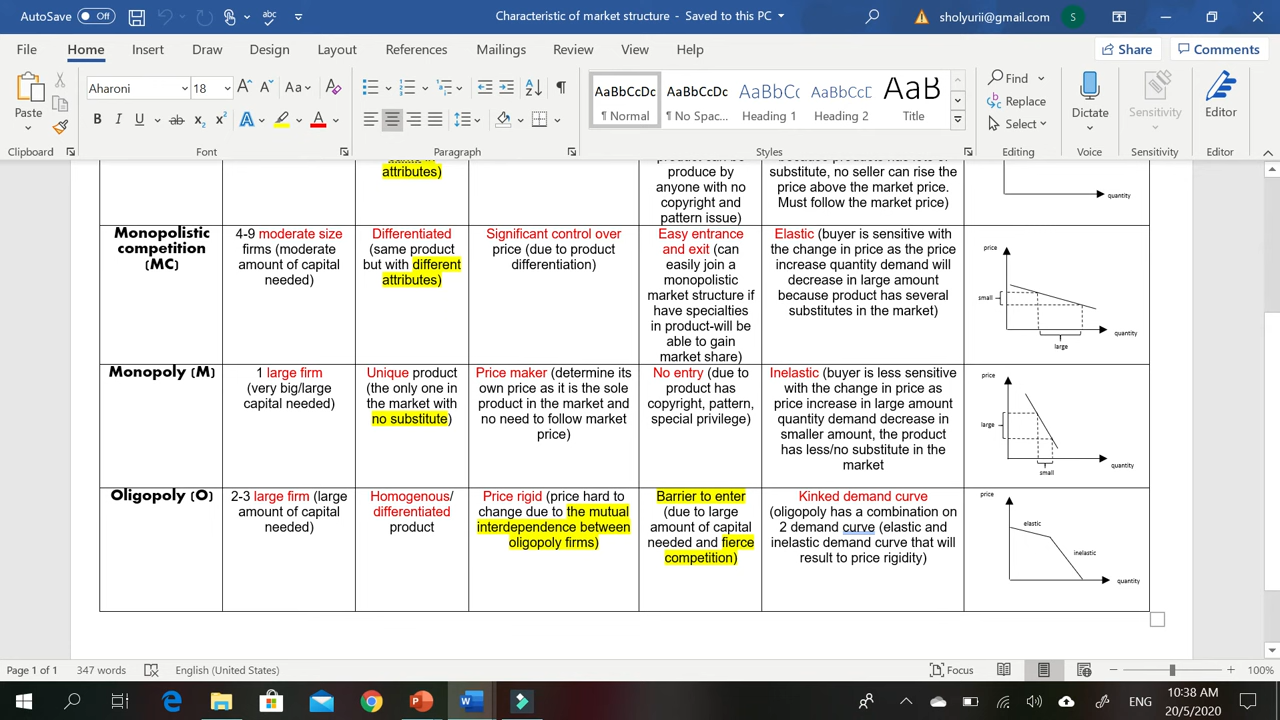 AutoSave Off
Characteristic of market structure - Saved to this PC
sholyurii@gmail.com
S
File Home Insert Draw Design Layout References Mailings Review View Help
Share Comments
Paste
Clipboard
Aharoni 18
Aa
B I U ab x2 x2 A A
Font
Paragraph
AaBbCcDc
¶ Normal
AaBbCcDc
¶ No Spac...
AaBbCc
Heading 1
AaBbCcD
Heading 2
AaB
Title
Styles
Find
Replace
Select
Editing
Dictate
Voice
Sensitivity
Sensitivity
Editor
Editor
attributes)
produce by
anyone with no
copyright and
pattern issue)
substitute, no seller can rise the
price above the market price.
Must follow the market price)
quantity
Monopolistic
competition
(MC)
4-9 moderate size
firms (moderate
amount of capital
needed)
Differentiated
(same product
but with different
attributes)
Significant control over
price (due to product
differentiation)
Easy entrance
and exit (can
easily join a
monopolistic
market structure if
have specialties
in product-will be
able to gain
market share)
Elastic (buyer is sensitive with
the change in price as the price
increase quantity demand will
decrease in large amount
because product has several
substitutes in the market)
price
small
quantity
large
Monopoly (M)
1 large firm
(very big/large
capital needed)
Unique product
(the only one in
the market with
no substitute)
Price maker (determine its
own price as it is the sole
product in the market and
no need to follow market
price)
No entry (due to
product has
copyright, pattern,
special privilege)
Inelastic (buyer is less sensitive
with the change in price as
price increase in large amount
quantity demand decrease in
smaller amount, the product
has less/no substitute in the
market
price
large
quantity
small
Oligopoly (O)
2-3 large firm (large
amount of capital
needed)
Homogenous/
differentiated
product
Price rigid (price hard to
change due to the mutual
interdependence between
oligopoly firms)
Barrier to enter
(due to large
amount of capital
needed and fierce
competition)
Kinked demand curve
(oligopoly has a combination on
2 demand curve (elastic and
inelastic demand curve that will
result to price rigidity)
price
elastic
inelastic
quantity
Page 1 of 1 347 words English (United States)
Focus
100%
ENG
10:38 AM
20/5/2020